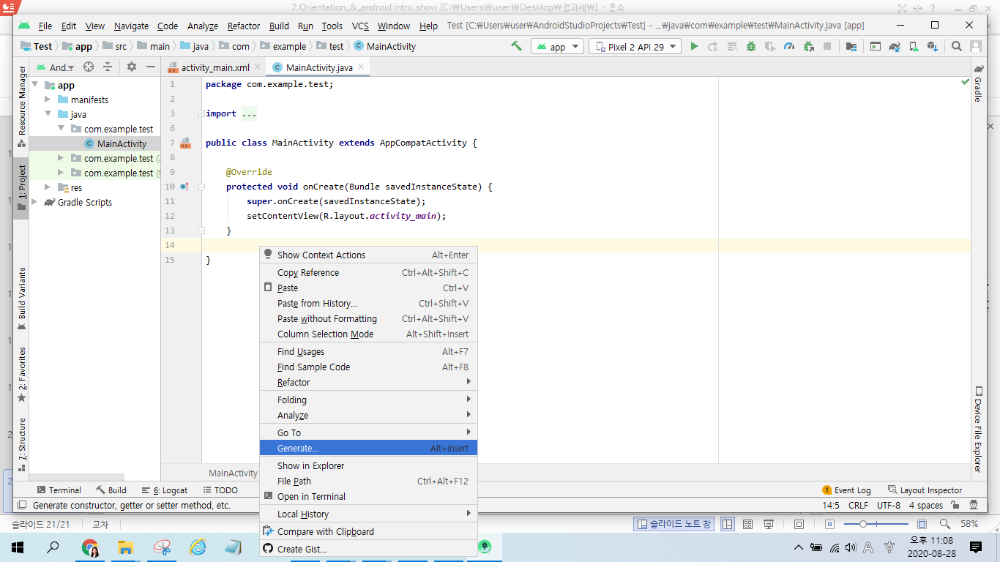 2.Orientation_&_android intro.show [C:₩Users₩user₩Desktop₩정과세₩] - 한쇼
File Edit View Navigate Code Analyze Refactor Build Run Tools VCS Window Help Test [C:₩Users₩user₩AndroidStudioProjects₩Test] - ...₩java₩com₩example₩test₩MainActivity.java [app]
Test app src main java com example test MainActivity app Pixel 2 API 29
And.. activity_main.xml MainActivity.java
Resource Manager
1: Project
Build Variants
2: Favorites
7: Structure
app
manifests
java
com.example.test
MainActivity
com.example.test
com.example.test
res
Gradle Scripts
1 package com.example.test;
2
3 import ...
6
7 public class MainActivity extends AppCompatActivity {
8
9 @Override
10 protected void onCreate(Bundle savedInstanceState) {
11 super.onCreate(savedInstanceState);
12 setContentView(R.layout.activity_main);
13 }
14
15 }
Show Context Actions Alt+Enter
Copy Reference Ctrl+Alt+Shift+C
Paste Ctrl+V
Paste from History... Ctrl+Shift+V
Paste without Formatting Ctrl+Alt+Shift+V
Column Selection Mode Alt+Shift+Insert
Find Usages Alt+F7
Find Sample Code Alt+F8
Refactor
Folding
Analyze
Go To
Generate... Alt+Insert
Show in Explorer
File Path Ctrl+Alt+F12
Open in Terminal
Local History
Compare with Clipboard
Create Gist...
Gradle
Device File Explorer
MainActivity
Terminal Build 6: Logcat TODO 1 Event Log Layout Inspector
Generate constructor, getter or setter method, etc. 14:5 CRLF UTF-8 4 spaces
슬라이드 21/21 교자 슬라이드 노트 창 58%
A 오후 11:08
2020-08-28